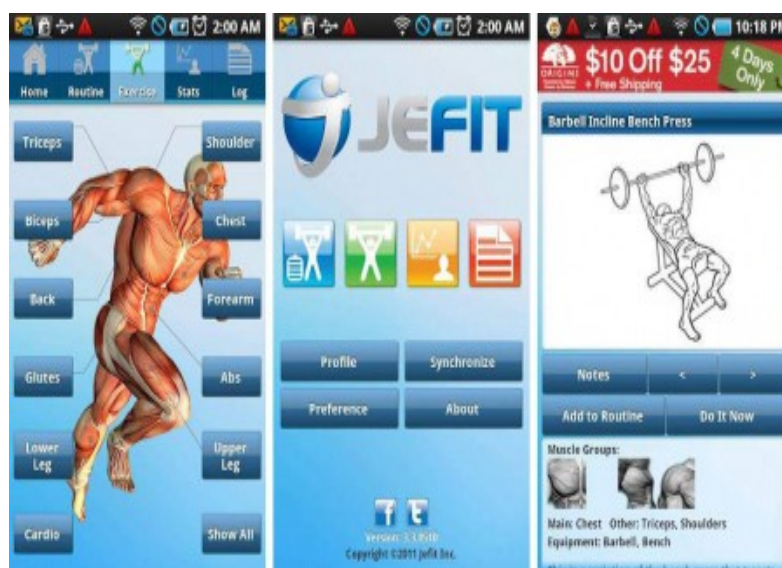 2:00 AM
Home Routine Exercise Stats Log
Triceps
Shoulder
Biceps
Chest
Back
Forearm
Glutes
Abs
Lower
Leg
Upper
Leg
Cardio
Show All
2:00 AM
JEFIT
Profile
Synchronize
Preference
About
f t
Copyright ©2011 Jefit Inc.
10:18 PM
ORIGINS
$10 Off $25
+ Free Shipping
4 Days
Only
Barbell Incline Bench Press
Notes < >
Add to Routine
Do It Now
Muscle Groups:
Main: Chest Other: Triceps, Shoulders
Equipment: Barbell, Bench